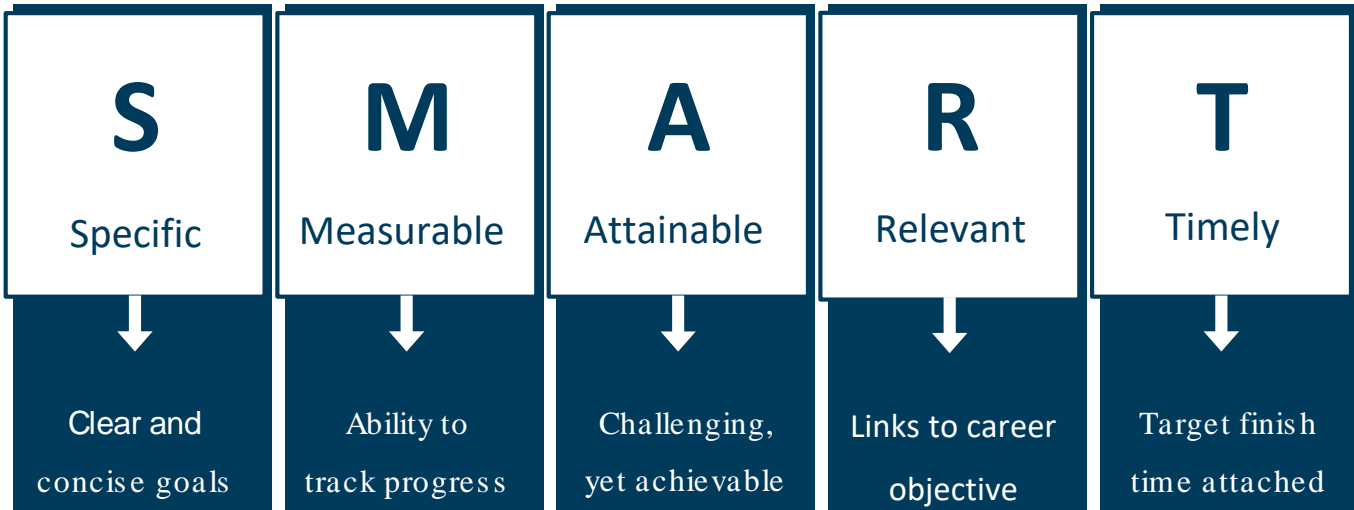 S
Specific
Clear and
concise goals
M
Measurable
Ability to
track progress
A
Attainable
Challenging,
yet achievable
R
Relevant
Links to career
objective
T
Timely
Target finish
time attached